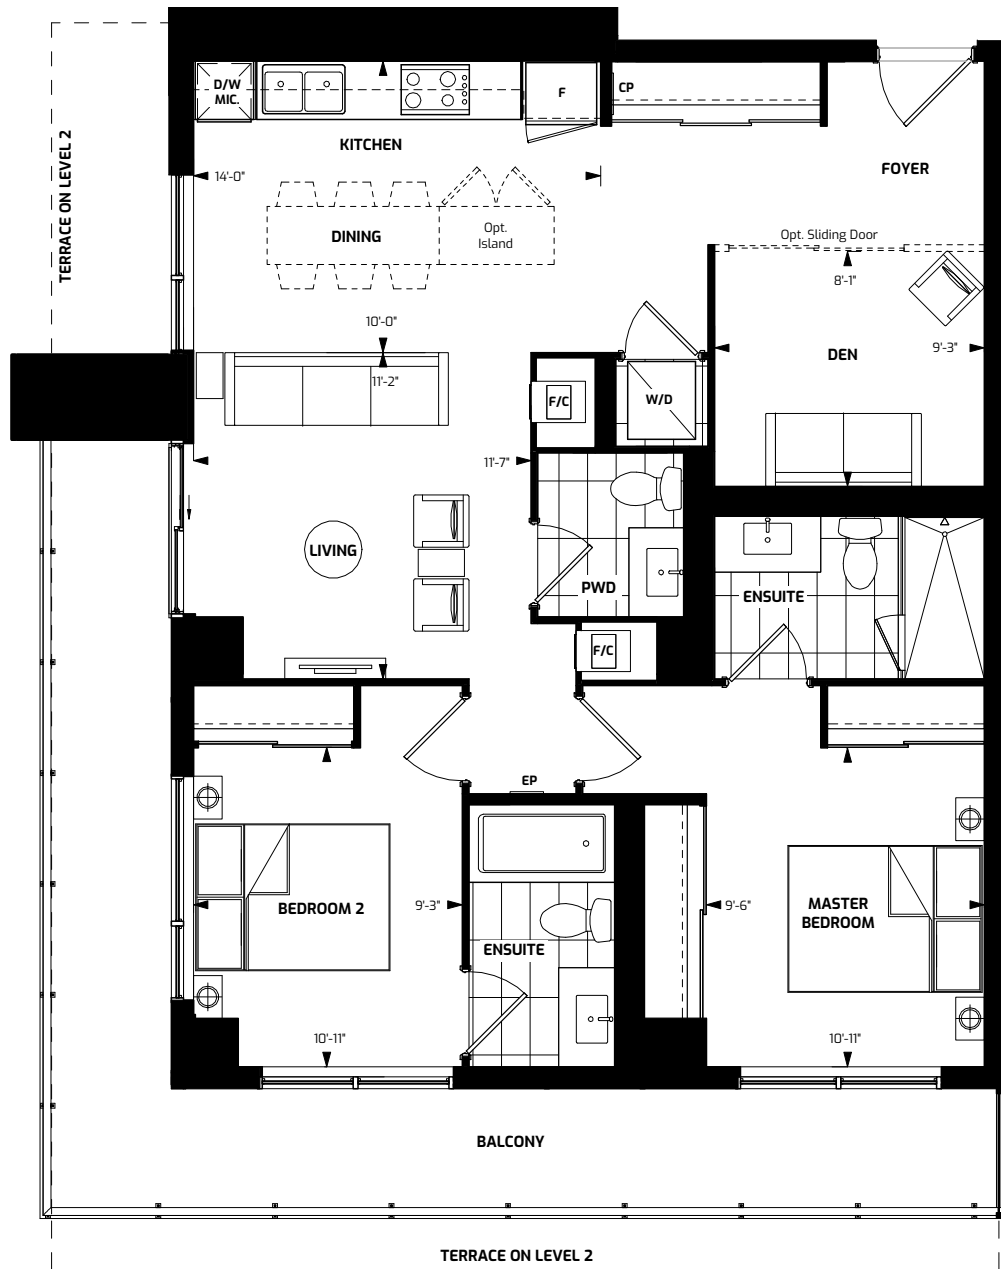 D/W
MIC.
F
CP
KITCHEN
FOYER
TERRACE ON LEVEL 2
14'-0"
DINING
Opt.
Island
Opt. Sliding Door
8'-1"
10'-0"
11'-2"
9'-3"
DEN
F/C
W/D
11'-7"
LIVING
PWD
ENSUITE
F/C
EP
BEDROOM 2
9'-3"
ENSUITE
9'-6"
MASTER
BEDROOM
10'-11"
10'-11"
BALCONY
TERRACE ON LEVEL 2